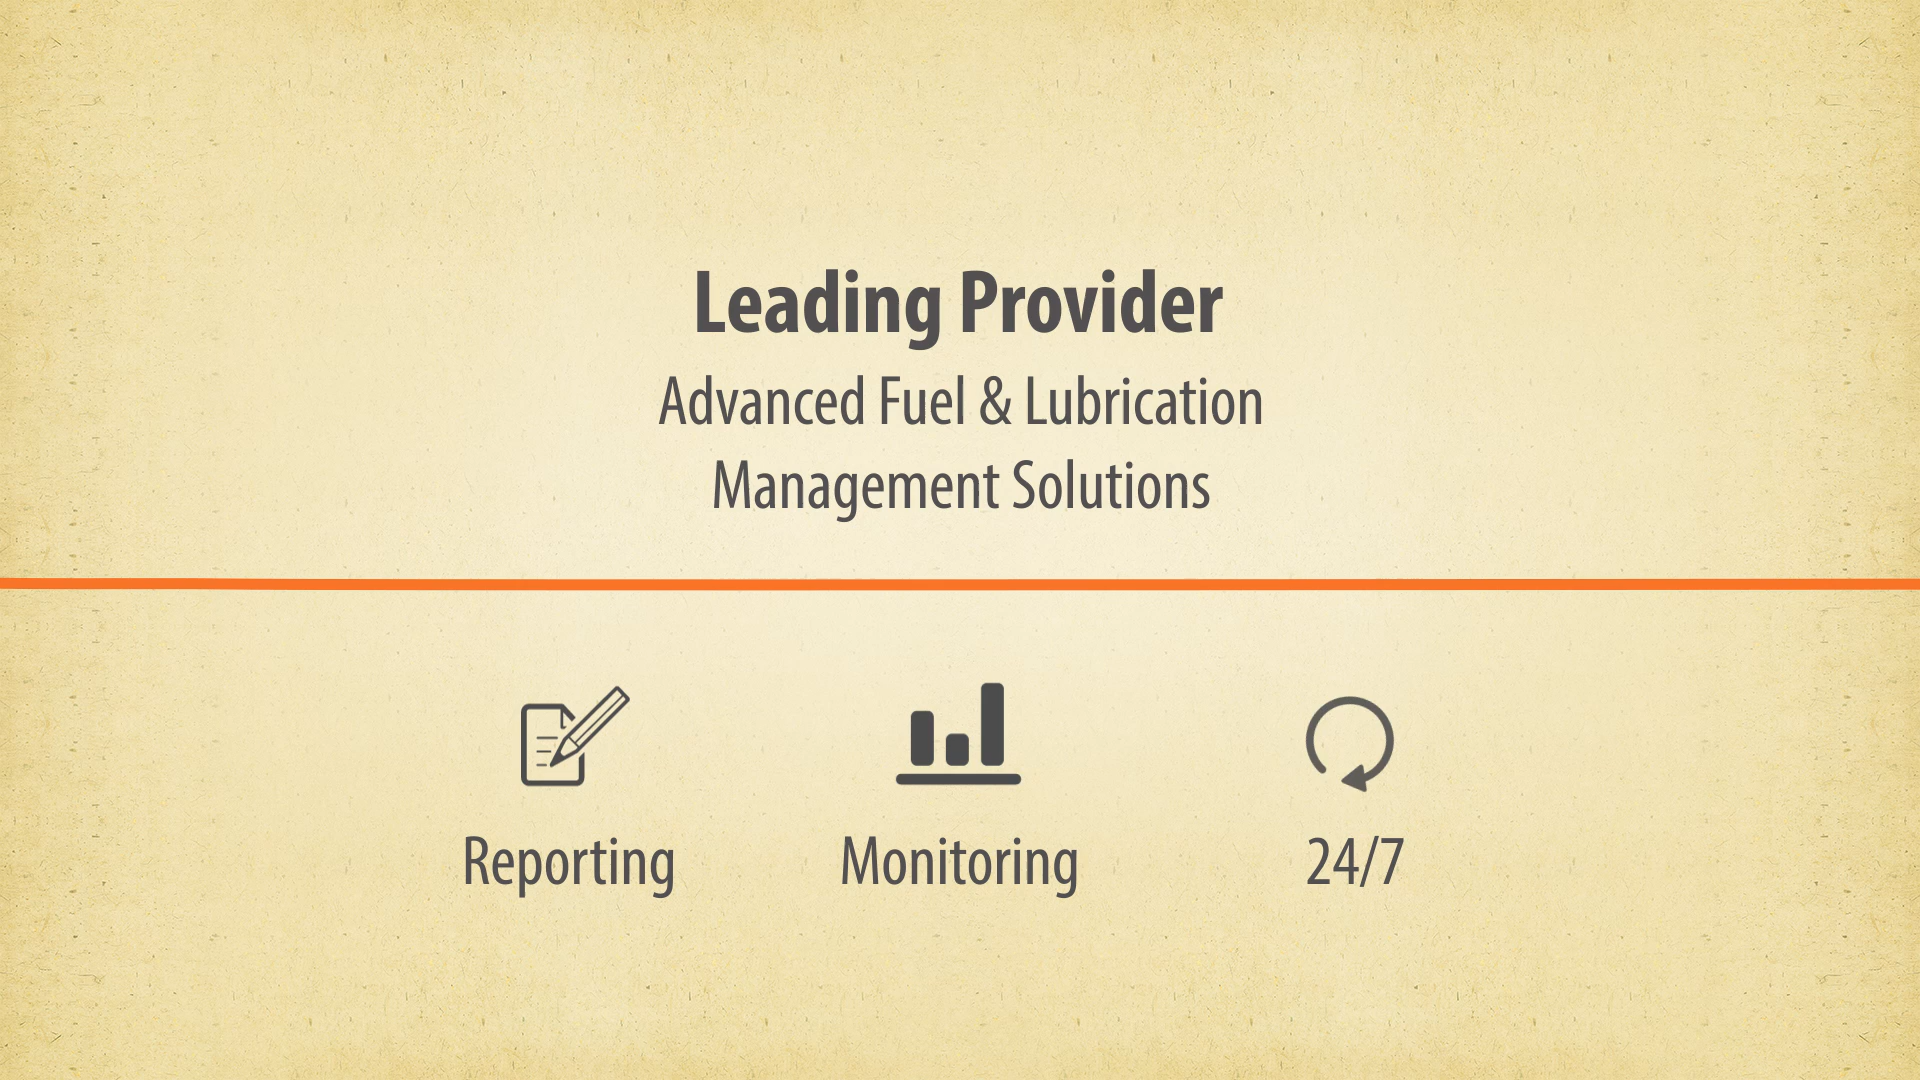 Leading Provider
Advanced Fuel & Lubrication
Management Solutions
Reporting
Monitoring
24/7